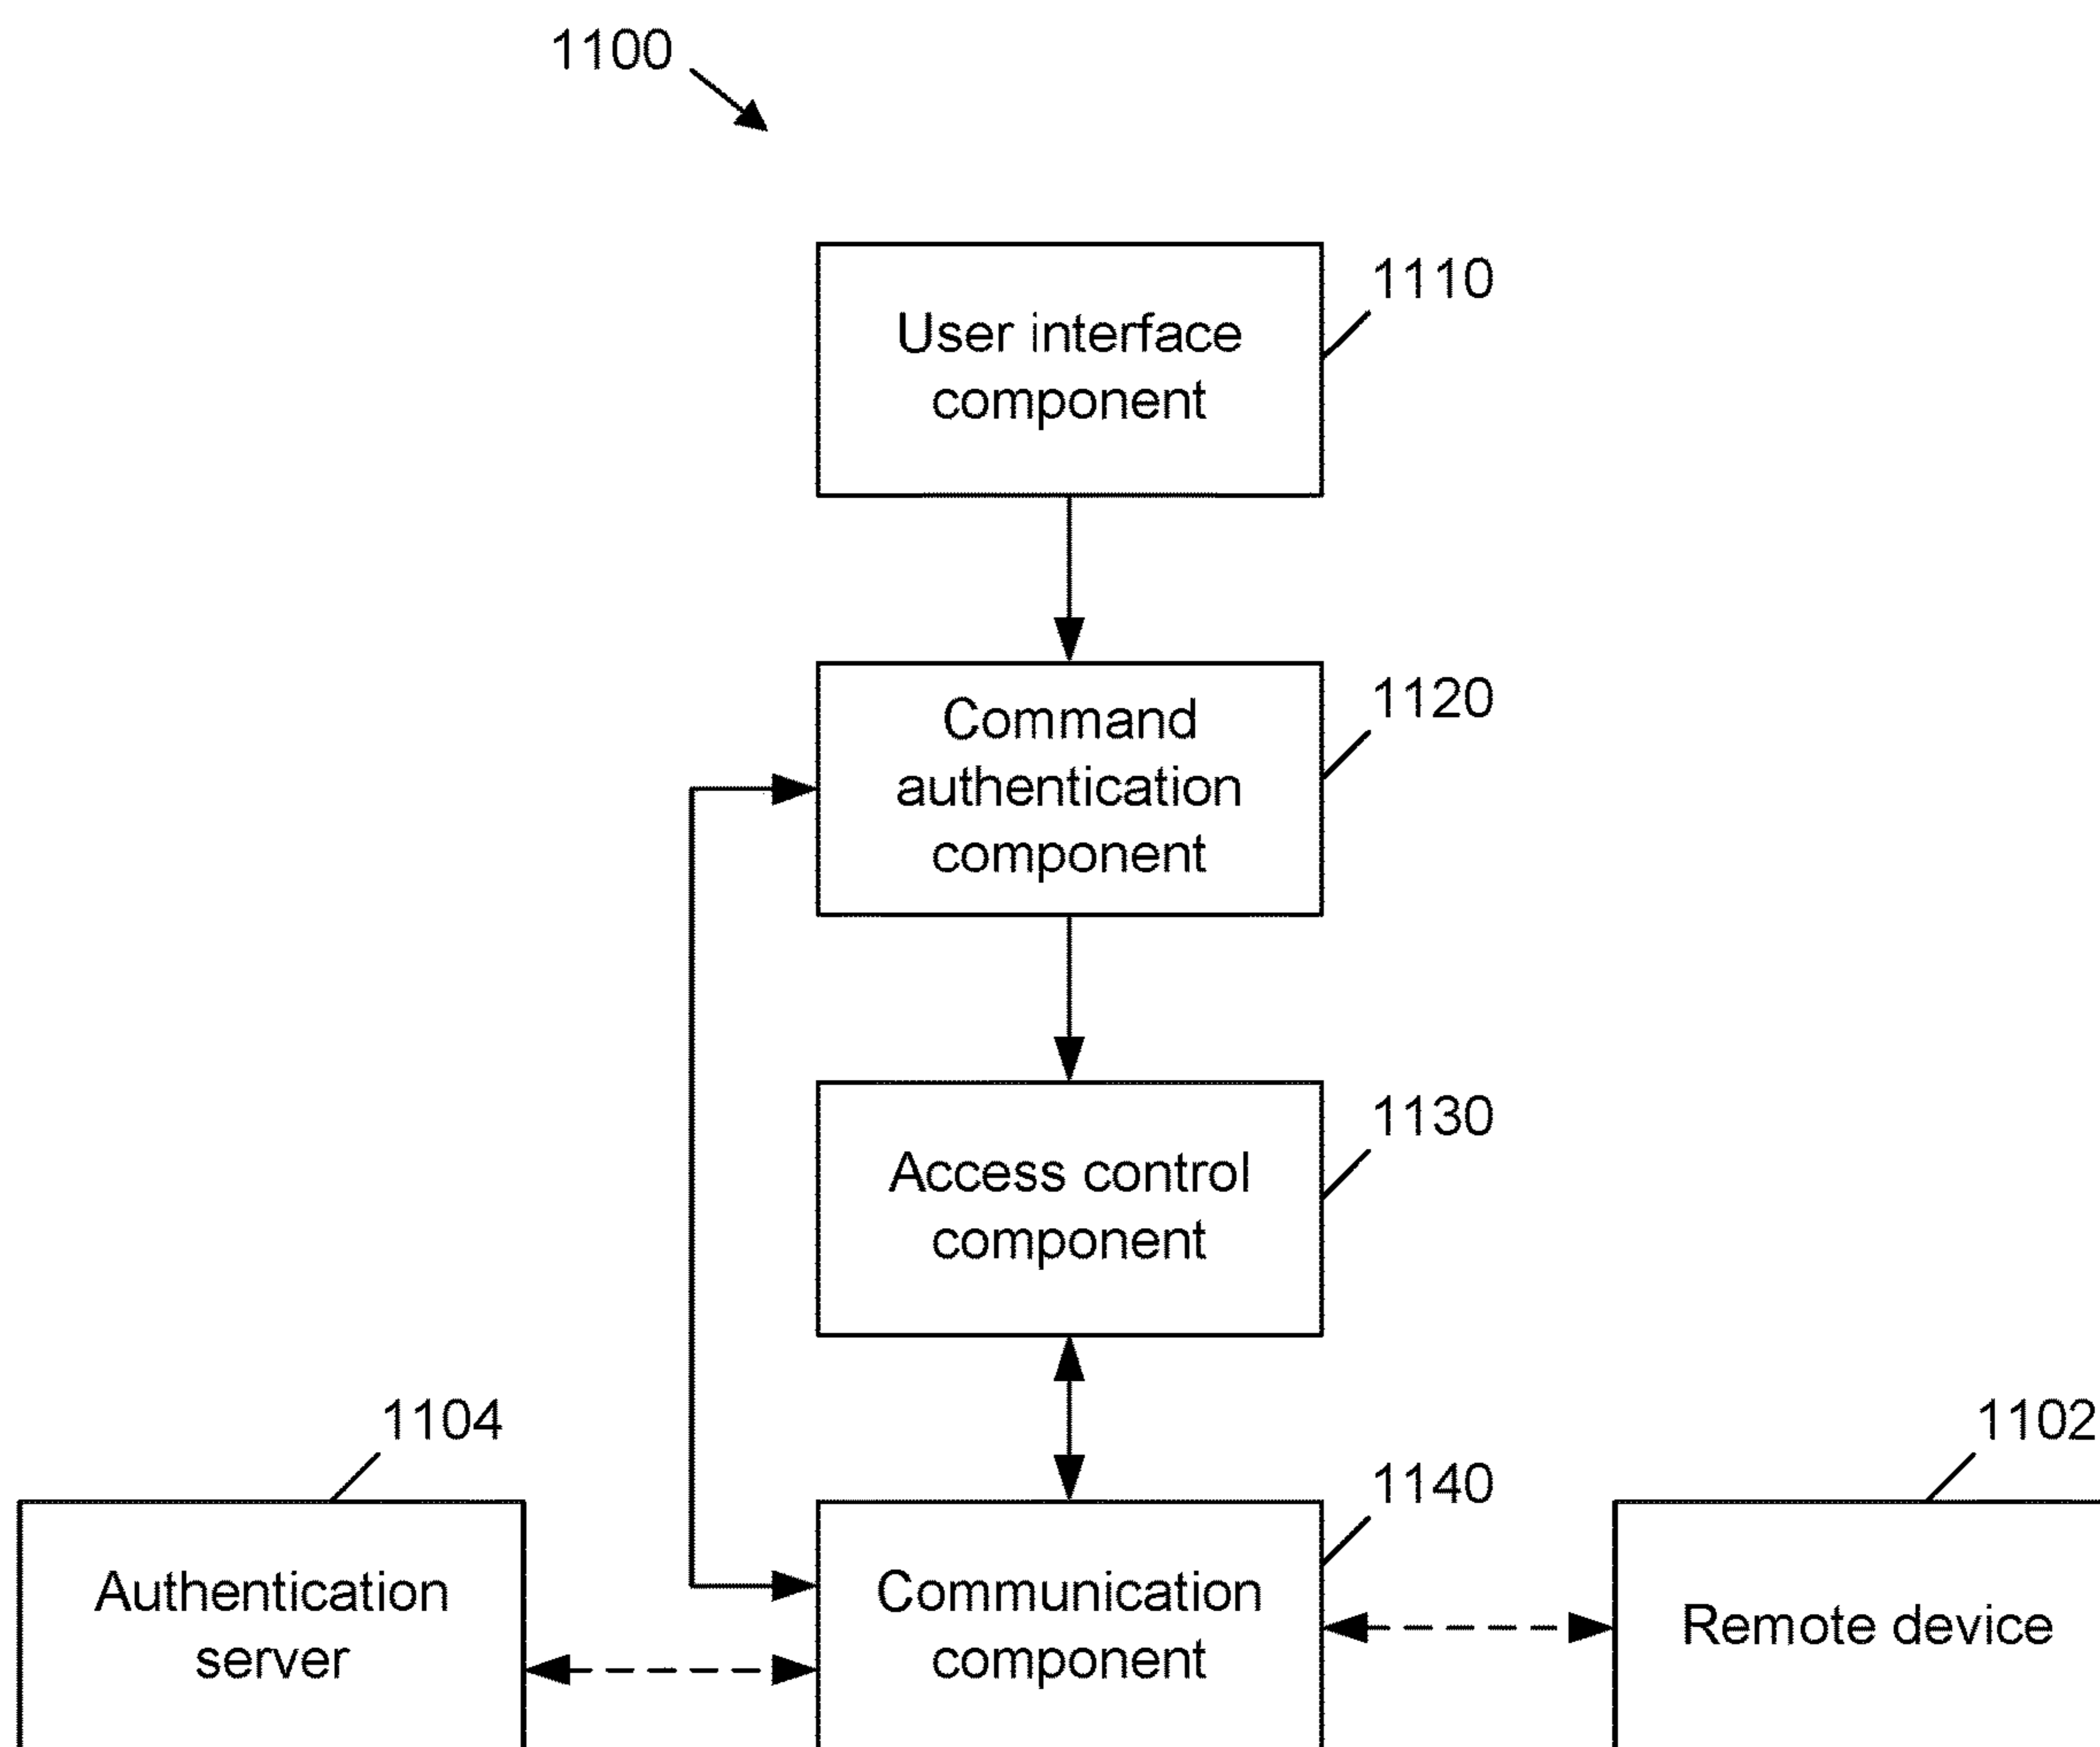 1100
1110
User interface
component
1120
Command
authentication
component
1130
Access control
component
1104
1102
1140
Authentication
server
Communication
component
Remote device